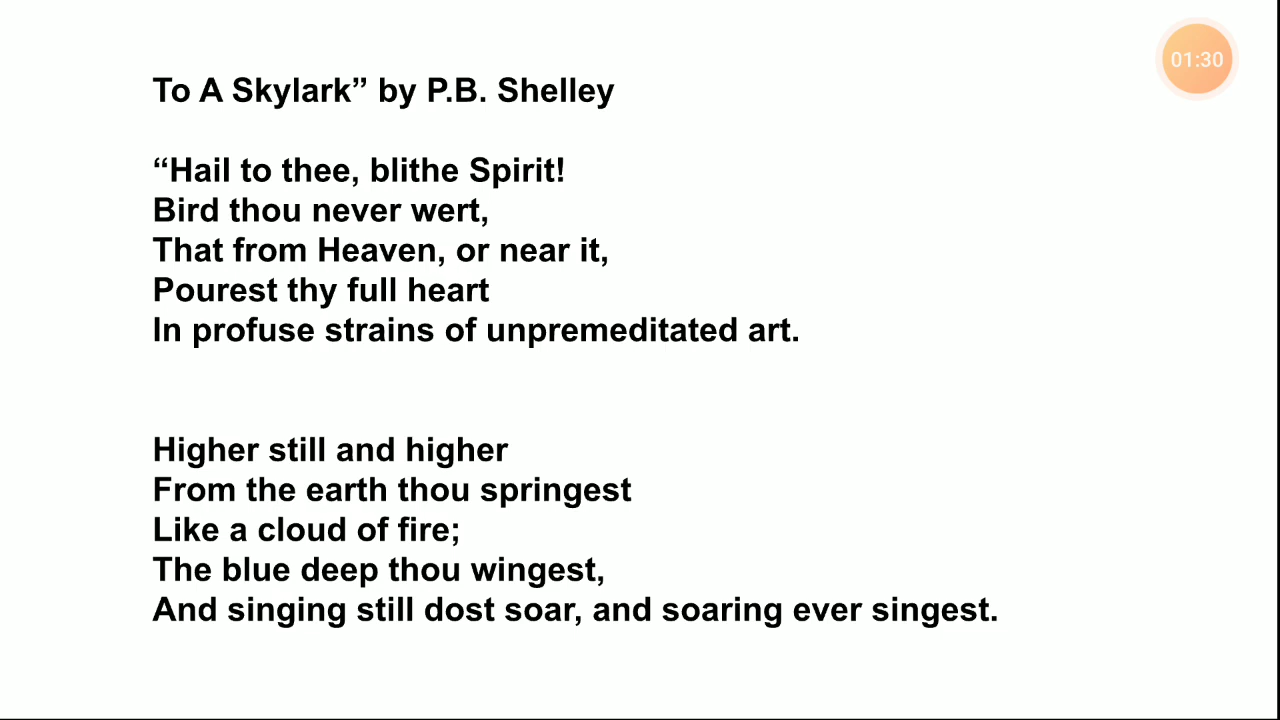 To A Skylark” by P.B. Shelley
“Hail to thee, blithe Spirit!
Bird thou never wert,
That from Heaven, or near it,
Pourest thy full heart
In profuse strains of unpremeditated art.
Higher still and higher
From the earth thou springest
Like a cloud of fire;
The blue deep thou wingest,
And singing still dost soar, and soaring ever singest.
01:30